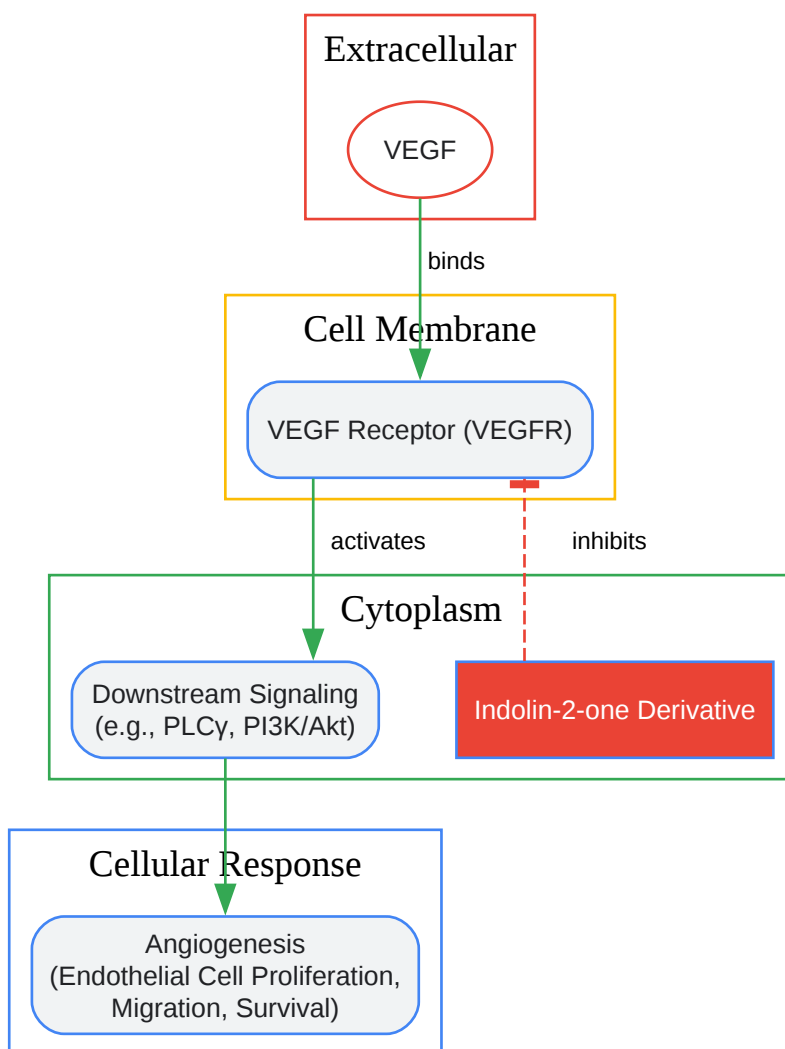 Extracellular
VEGF
binds
Cell Membrane
VEGF Receptor (VEGFR)
activates
inhibits
Cytoplasm
Downstream Signaling
(e.g., PLCγ, PI3K/Akt)
Indolin-2-one Derivative
Cellular Response
Angiogenesis
(Endothelial Cell Proliferation,
Migration, Survival)